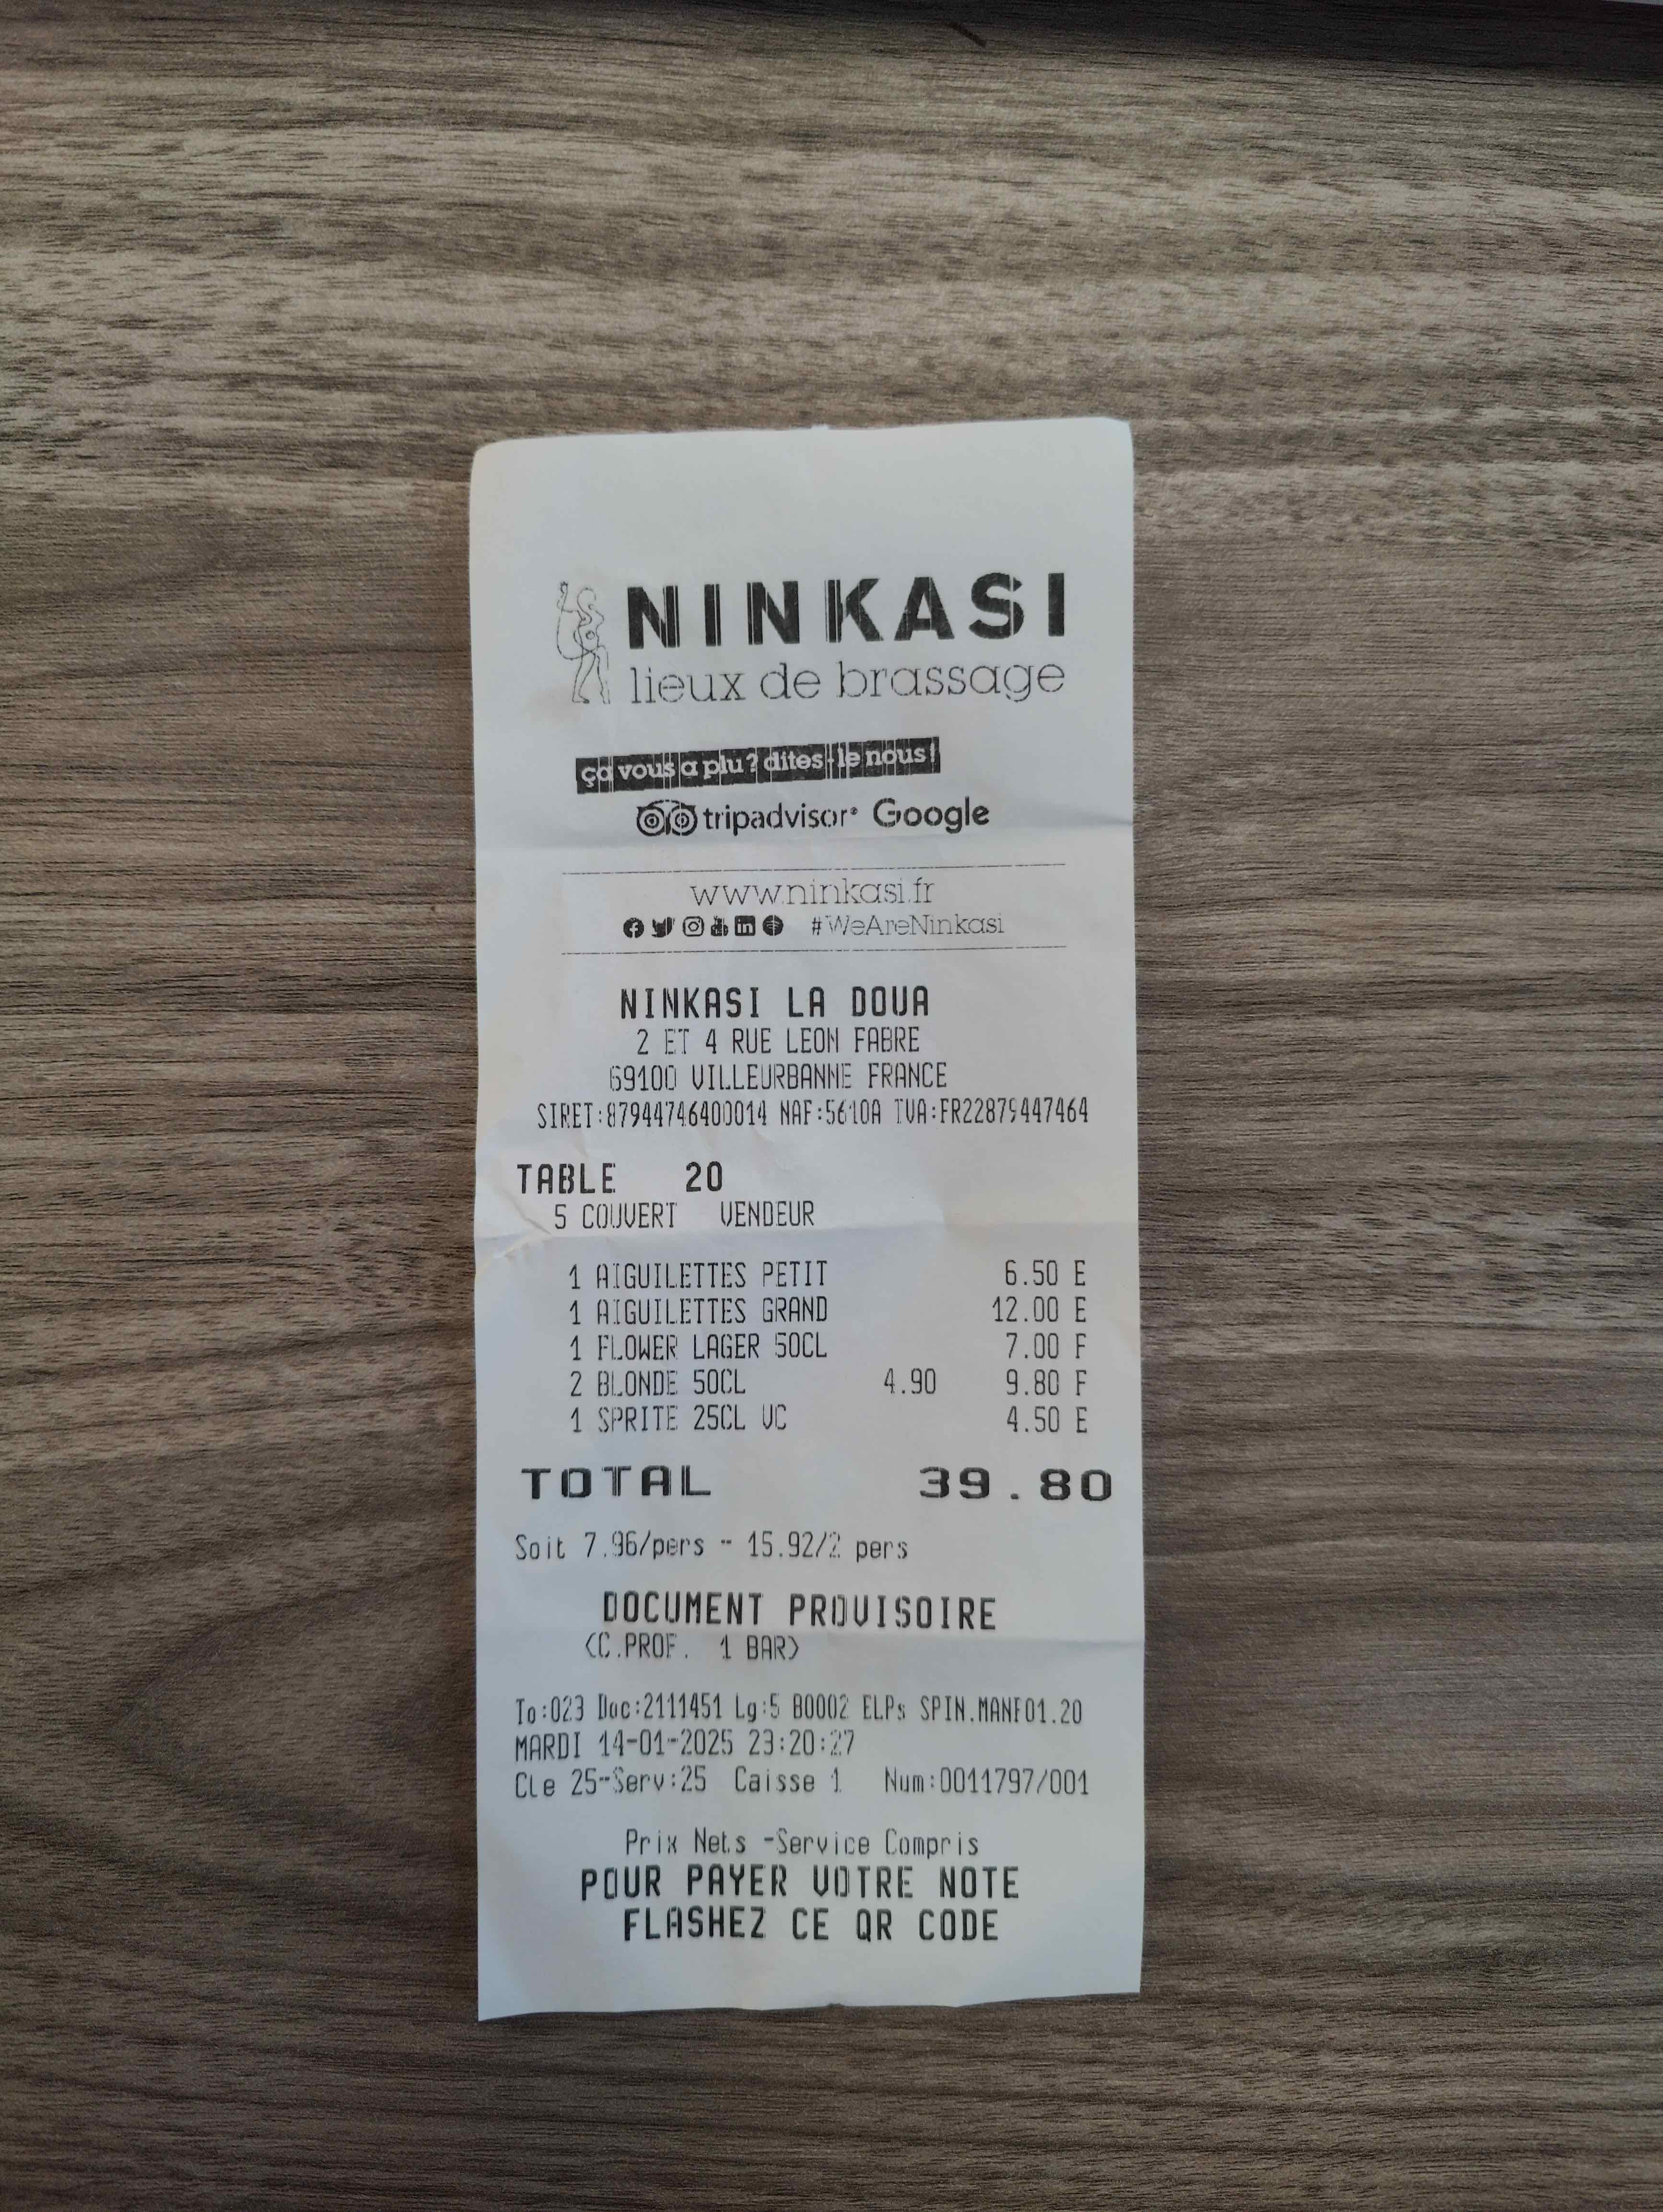 NINKASI
lieux de brassage
ça vous a plu? dites-le nous!
tripadvisor® Google
www.ninkasi.fr
#WeAreNinkasi
NINKASI LA DOUA
2 ET 4 RUE LEON FABRE
69100 VILLEURBANNE FRANCE
SIRET:87944746400014 NAF:5610A TVA:FR22879447464
TABLE 20
5 COUVERT VENDEUR
1 AIGUILETTES PETIT 6.50 E
1 AIGUILETTES GRAND 12.00 E
1 FLOWER LAGER 50CL 7.00 F
2 BLONDE 50CL 4.90 9.80 F
1 SPRITE 25CL VC 4.50 E
TOTAL 39.80
Soit 7.96/pers - 15.92/2 pers
DOCUMENT PROVISOIRE
(C.PROF. 1 BAR)
To:023 Doc:2111451 Lg:5 B0002 ELPs SPIN.MANF01.20
MARDI 14-01-2025 23:20:27
Cle 25-Serv:25 Caisse 1 Num:0011797/001
Prix Nets -Service Compris
POUR PAYER VOTRE NOTE
FLASHEZ CE QR CODE